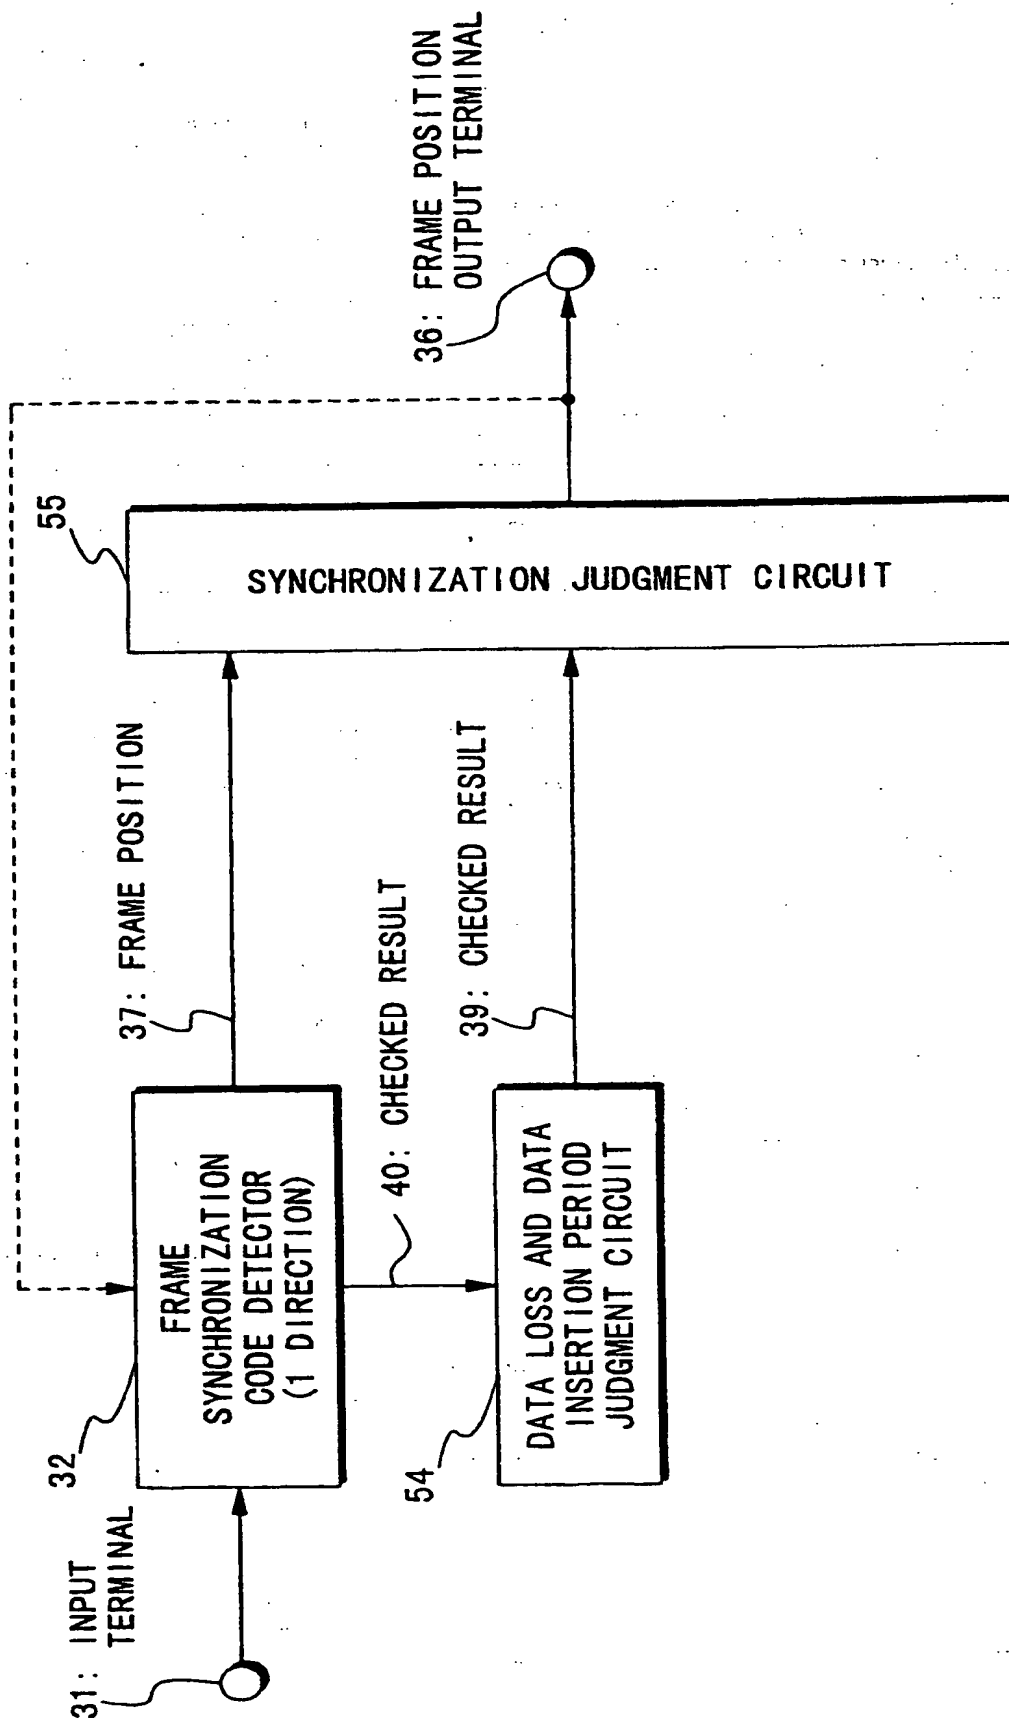 31: INPUT
TERMINAL
32
FRAME
SYNCHRONIZATION
CODE DETECTOR
(1 DIRECTION)
37: FRAME POSITION
40: CHECKED RESULT
54
DATA LOSS AND DATA
INSERTION PERIOD
JUDGMENT CIRCUIT
39: CHECKED RESULT
55
SYNCHRONIZATION JUDGMENT CIRCUIT
36: FRAME POSITION
OUTPUT TERMINAL